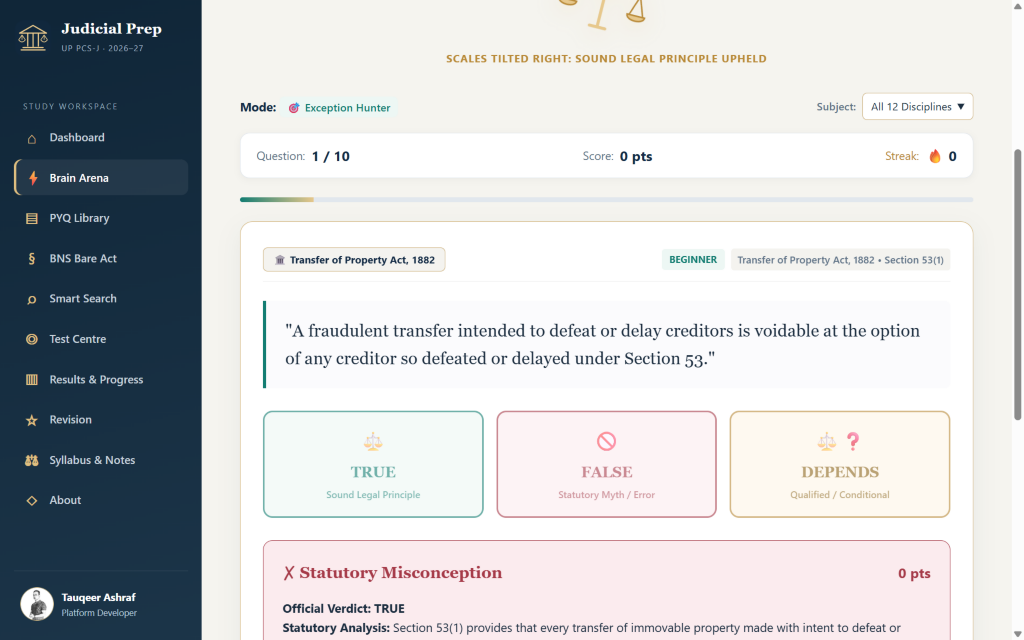 Judicial Prep
UP PCS-J · 2026–27
STUDY WORKSPACE
Dashboard
Brain Arena
PYQ Library
§ BNS Bare Act
Smart Search
Test Centre
Results & Progress
Revision
Syllabus & Notes
About
Tauqeer Ashraf
Platform Developer
SCALES TILTED RIGHT: SOUND LEGAL PRINCIPLE UPHELD
Mode: 🎯 Exception Hunter
Subject: All 12 Disciplines ▼
Question: 1 / 10
Score: 0 pts
Streak: 🔥 0
🏛 Transfer of Property Act, 1882
BEGINNER
Transfer of Property Act, 1882 • Section 53(1)
"A fraudulent transfer intended to defeat or delay creditors is voidable at the option
of any creditor so defeated or delayed under Section 53."
TRUE
Sound Legal Principle
FALSE
Statutory Myth / Error
⚖️❓
DEPENDS
Qualified / Conditional
✗ Statutory Misconception
0 pts
Official Verdict: TRUE
Statutory Analysis: Section 53(1) provides that every transfer of immovable property made with intent to defeat or